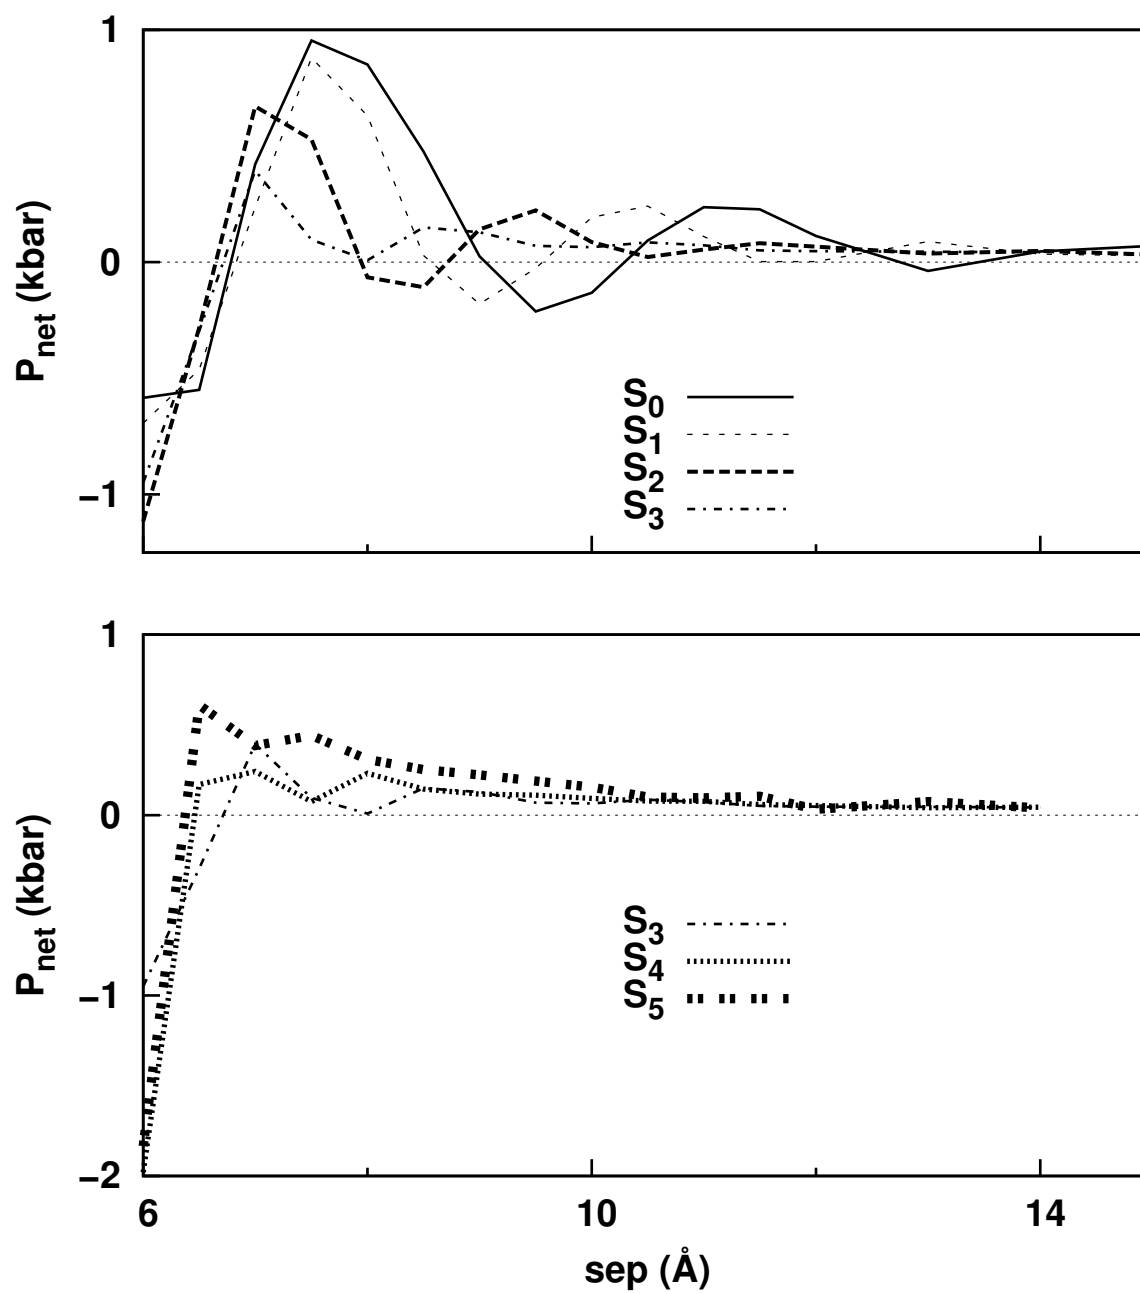 1
0
−1
P_net (kbar)
S_0
S_1
S_2
S_3
1
0
−1
−2
P_net (kbar)
S_3
S_4
S_5
6 10 14
sep (Å)